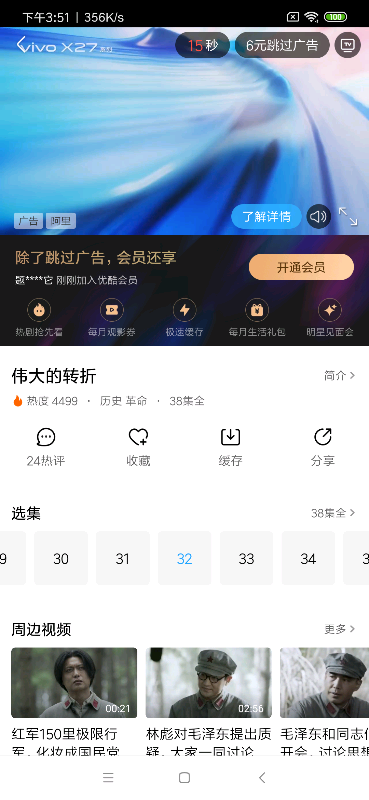 下午3:51 | 356K/s
100
vivo X27系列
15秒
6元跳过广告
TV
了解详情
广告
阿里
除了跳过广告，会员还享
题****它 刚刚加入优酷会员
开通会员
热剧抢先看
每月观影券
极速缓存
每月生活礼包
明星见面会
伟大的转折
简介
热度 4499 · 历史 革命 · 38集全
24热评
收藏
缓存
分享
选集
38集全
9
30
31
32
33
34
3
周边视频
更多
00:21
02:56
红军150里极限行
军，化妆成国民党
林彪对毛泽东提出质
疑，大家一同讨论
毛泽东和同志们
开会，讨论思想